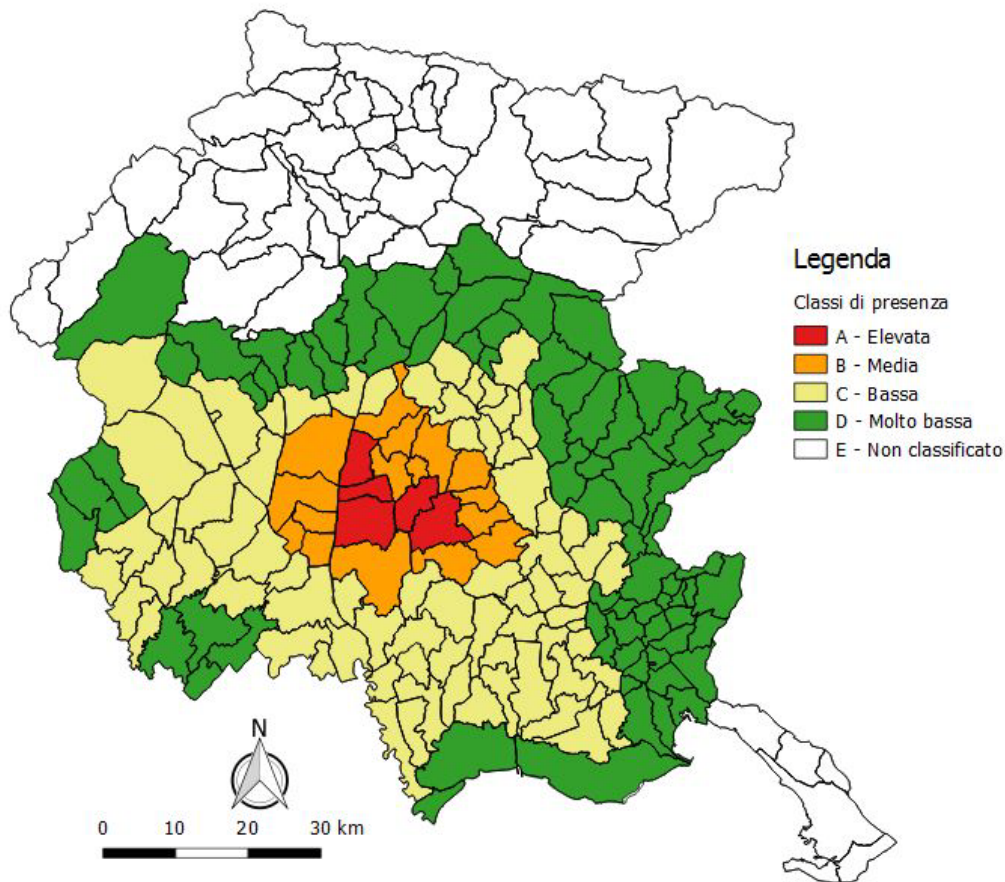 Legenda
Classi di presenza
A - Elevata
B - Media
C - Bassa
D - Molto bassa
E - Non classificato
N
0 10 20 30 km